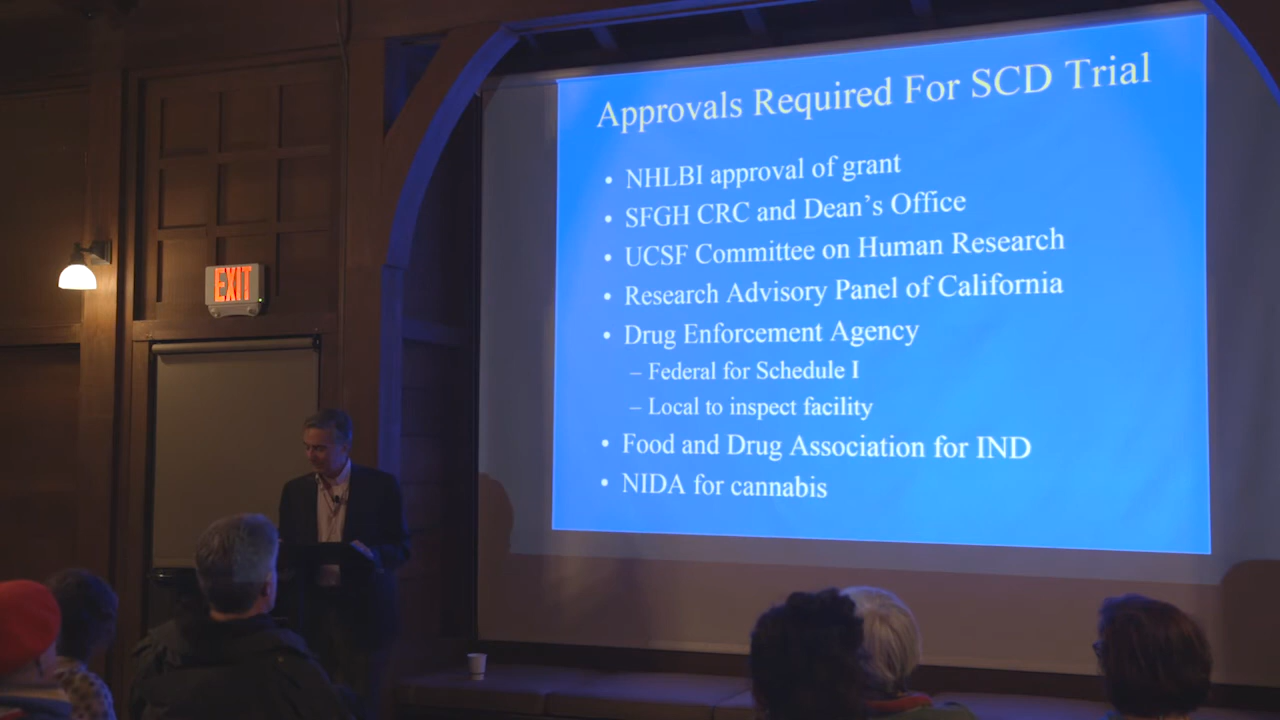 Approvals Required For SCD Trial
• NHLBI approval of grant
• SFGH CRC and Dean’s Office
• UCSF Committee on Human Research
• Research Advisory Panel of California
• Drug Enforcement Agency
– Federal for Schedule I
– Local to inspect facility
• Food and Drug Association for IND
• NIDA for cannabis
EXIT